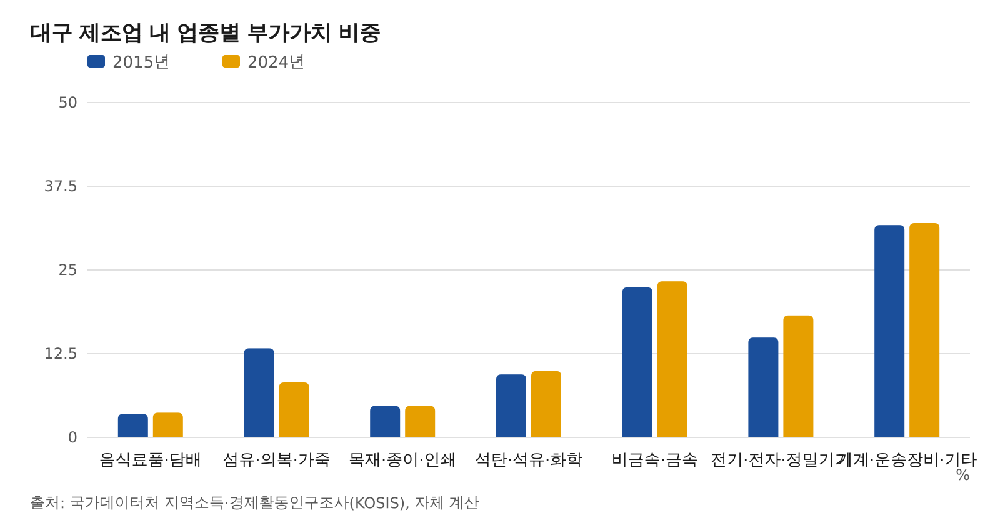 대구 제조업 내 업종별 부가가치 비중
2015년
2024년
50
37.5
25
12.5
0
음식료품·담배
섬유·의복·가죽
목재·종이·인쇄
석탄·석유·화학
비금속·금속
전기·전자·정밀기기
기계·운송장비·기타
%
출처: 국가데이터처 지역소득·경제활동인구조사(KOSIS), 자체 계산